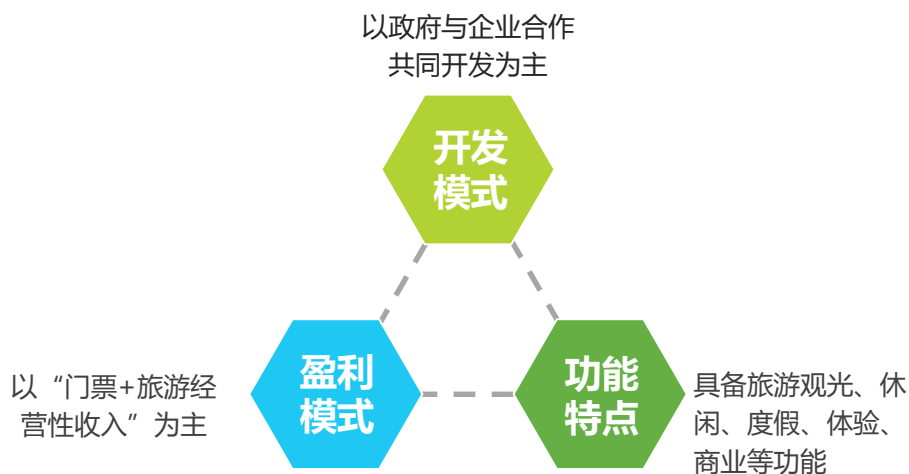 以政府与企业合作
共同开发为主
开发
模式
盈利
模式
以“门票+旅游经
营性收入”为主
功能
特点
具备旅游观光、休
闲、度假、体验、
商业等功能